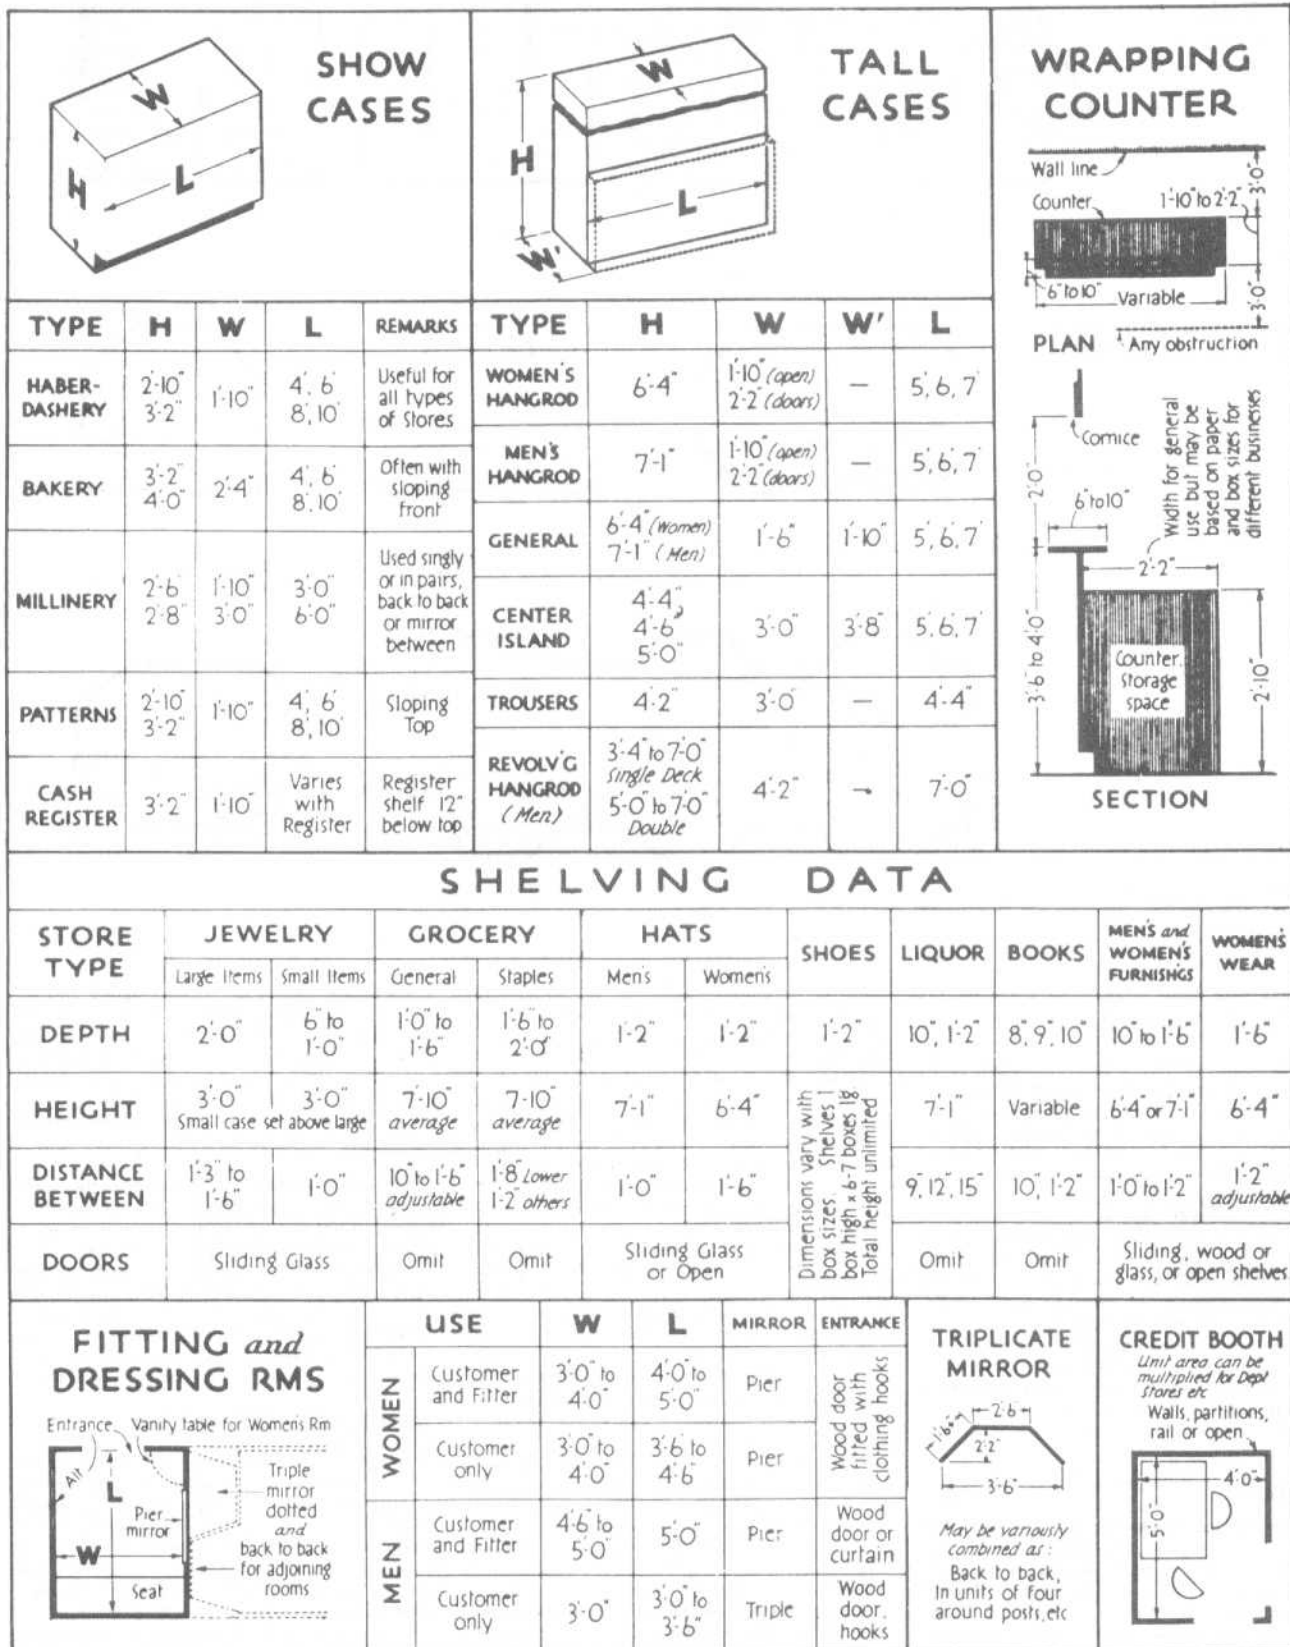 SHOW
CASES
W
H
L
TYPE H W L REMARKS
HABER-
DASHERY
2'-10"
3'-2"
1'-10"
4', 6'
8', 10'
Useful for
all types
of Stores
BAKERY
3'-2"
4'-0"
2'-4"
4', 6'
8', 10'
Often with
sloping
front
MILLINERY
2'-6"
2'-8"
1'-10"
3'-0"
3'-0"
6'-0"
Used singly
or in pairs,
back to back
or mirror
between
PATTERNS
2'-10"
3'-2"
1'-10"
4', 6'
8', 10'
Sloping
Top
CASH
REGISTER
3'-2"
1'-10"
Varies
with
Register
Register
shelf 12"
below top
TALL
CASES
W
H
L
W'
TYPE H W W' L
WOMEN'S
HANGROD
6'-4"
1'-10" (open)
2'-2" (doors)
—
5', 6', 7'
MEN'S
HANGROD
7'-1"
1'-10" (open)
2'-2" (doors)
—
5', 6', 7'
GENERAL
6'-4" (Women)
7'-1" (Men)
1'-6"
1'-10"
5', 6', 7'
CENTER
ISLAND
4'-4",
4'-6"
5'-0"
3'-0"
3'-8"
5', 6', 7'
TROUSERS
4'-2"
3'-0"
—
4'-4"
REVOLV'G
HANGROD
(Men)
3'-4" to 7'-0"
Single Deck
5'-0" to 7'-0"
Double
4'-2"
—
7'-0"
WRAPPING
COUNTER
Wall line
3'-0"
Counter
1'-10" to 2'-2"
6" to 10"
Variable
3'-0"
PLAN
Any obstruction
Cornice
2'-0"
6" to 10"
Width for general
use but may be
based on paper
and box sizes for
different businesses
2'-2"
3'-6" to 4'-0"
Counter
Storage
space
2'-10"
SECTION
SHELVING DATA
STORE
TYPE
JEWELRY
Large Items Small Items
GROCERY
General Staples
HATS
Men's Women's
SHOES
LIQUOR
BOOKS
MEN'S and
WOMEN'S
FURNISH'GS
WOMEN'S
WEAR
DEPTH
2'-0"
6" to
1'-0"
1'-0" to
1'-6"
1'-6" to
2'-0"
1'-2"
1'-2"
1'-2"
10", 1'-2"
8", 9", 10"
10" to 1'-6"
1'-6"
HEIGHT
3'-0" 3'-0"
Small case set above large
7'-10"
average
7'-10"
average
7'-1"
6'-4"
Dimensions vary with
box sizes. Shelves 1
box high x 6-7 boxes lg
Total height unlimited
7'-1"
Variable
6'-4" or 7'-1"
6'-4"
DISTANCE
BETWEEN
1'-3" to
1'-6"
1'-0"
10" to 1'-6"
adjustable
1'-8" Lower
1'-2" others
1'-0"
1'-6"
9", 12", 15"
10", 1'-2"
1'-0" to 1'-2"
1'-2"
adjustable
DOORS
Sliding Glass
Omit
Omit
Sliding Glass
or Open
Omit
Omit
Sliding, wood or
glass, or open shelves
FITTING and
DRESSING RMS
Entrance
Vanity table for Women's Rm
Alt
L
Pier
mirror
W
Seat
Triple
mirror
dotted
and
back to back
for adjoining
rooms
USE W L MIRROR ENTRANCE
WOMEN
Customer
and Fitter
3'-0" to
4'-0"
4'-0" to
5'-0"
Pier
Wood door
fitted with
clothing hooks
Customer
only
3'-0" to
4'-0"
3'-6" to
4'-6"
Pier
MEN
Customer
and Fitter
4'-6" to
5'-0"
5'-0"
Pier
Wood
door or
curtain
Customer
only
3'-0"
3'-0" to
3'-6"
Triple
Wood
door,
hooks
TRIPLICATE
MIRROR
1'-6"
2'-6"
2'-2"
3'-6"
May be variously
combined as:
Back to back,
In units of four
around posts, etc
CREDIT BOOTH
Unit area can be
multiplied for Dept
Stores etc
Walls, partitions,
rail or open
4'-0"
5'-0"